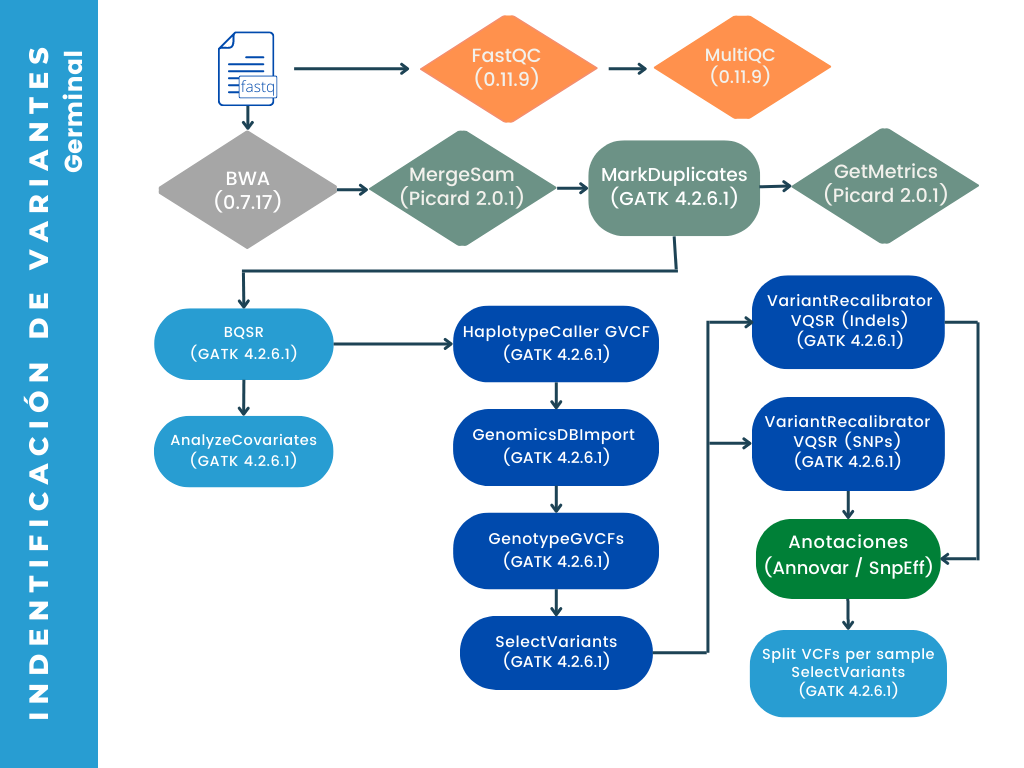 INDENTIFICACIÓN DE VARIANTES
Germinal
fastq
FastQC
(0.11.9)
MultiQC
(0.11.9)
BWA
(0.7.17)
MergeSam
(Picard 2.0.1)
MarkDuplicates
(GATK 4.2.6.1)
GetMetrics
(Picard 2.0.1)
BQSR
(GATK 4.2.6.1)
AnalyzeCovariates
(GATK 4.2.6.1)
HaplotypeCaller GVCF
(GATK 4.2.6.1)
GenomicsDBImport
(GATK 4.2.6.1)
GenotypeGVCFs
(GATK 4.2.6.1)
SelectVariants
(GATK 4.2.6.1)
VariantRecalibrator
VQSR (Indels)
(GATK 4.2.6.1)
VariantRecalibrator
VQSR (SNPs)
(GATK 4.2.6.1)
Anotaciones
(Annovar / SnpEff)
Split VCFs per sample
SelectVariants
(GATK 4.2.6.1)